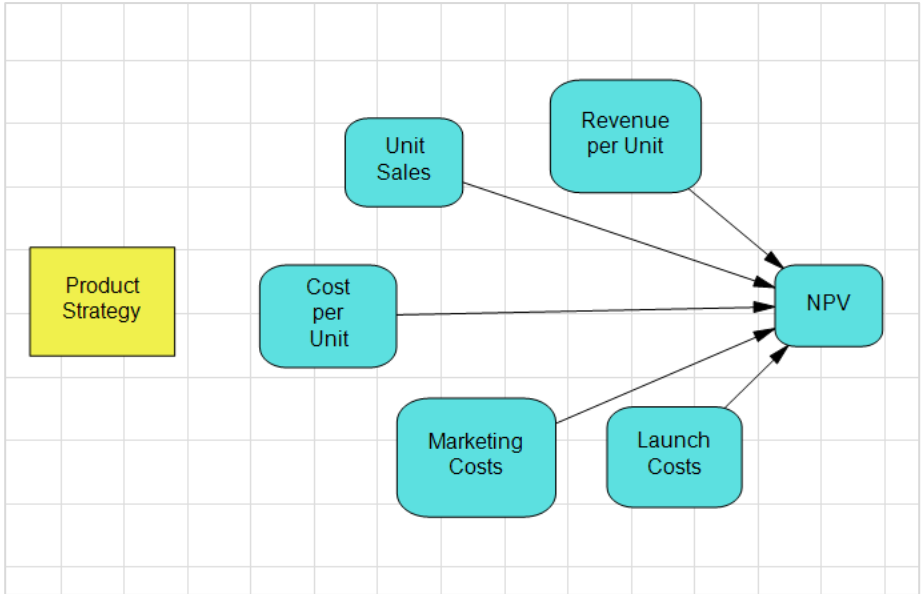 Revenue
per Unit
Unit
Sales
Product
Strategy
Cost
per
Unit
NPV
Marketing
Costs
Launch
Costs